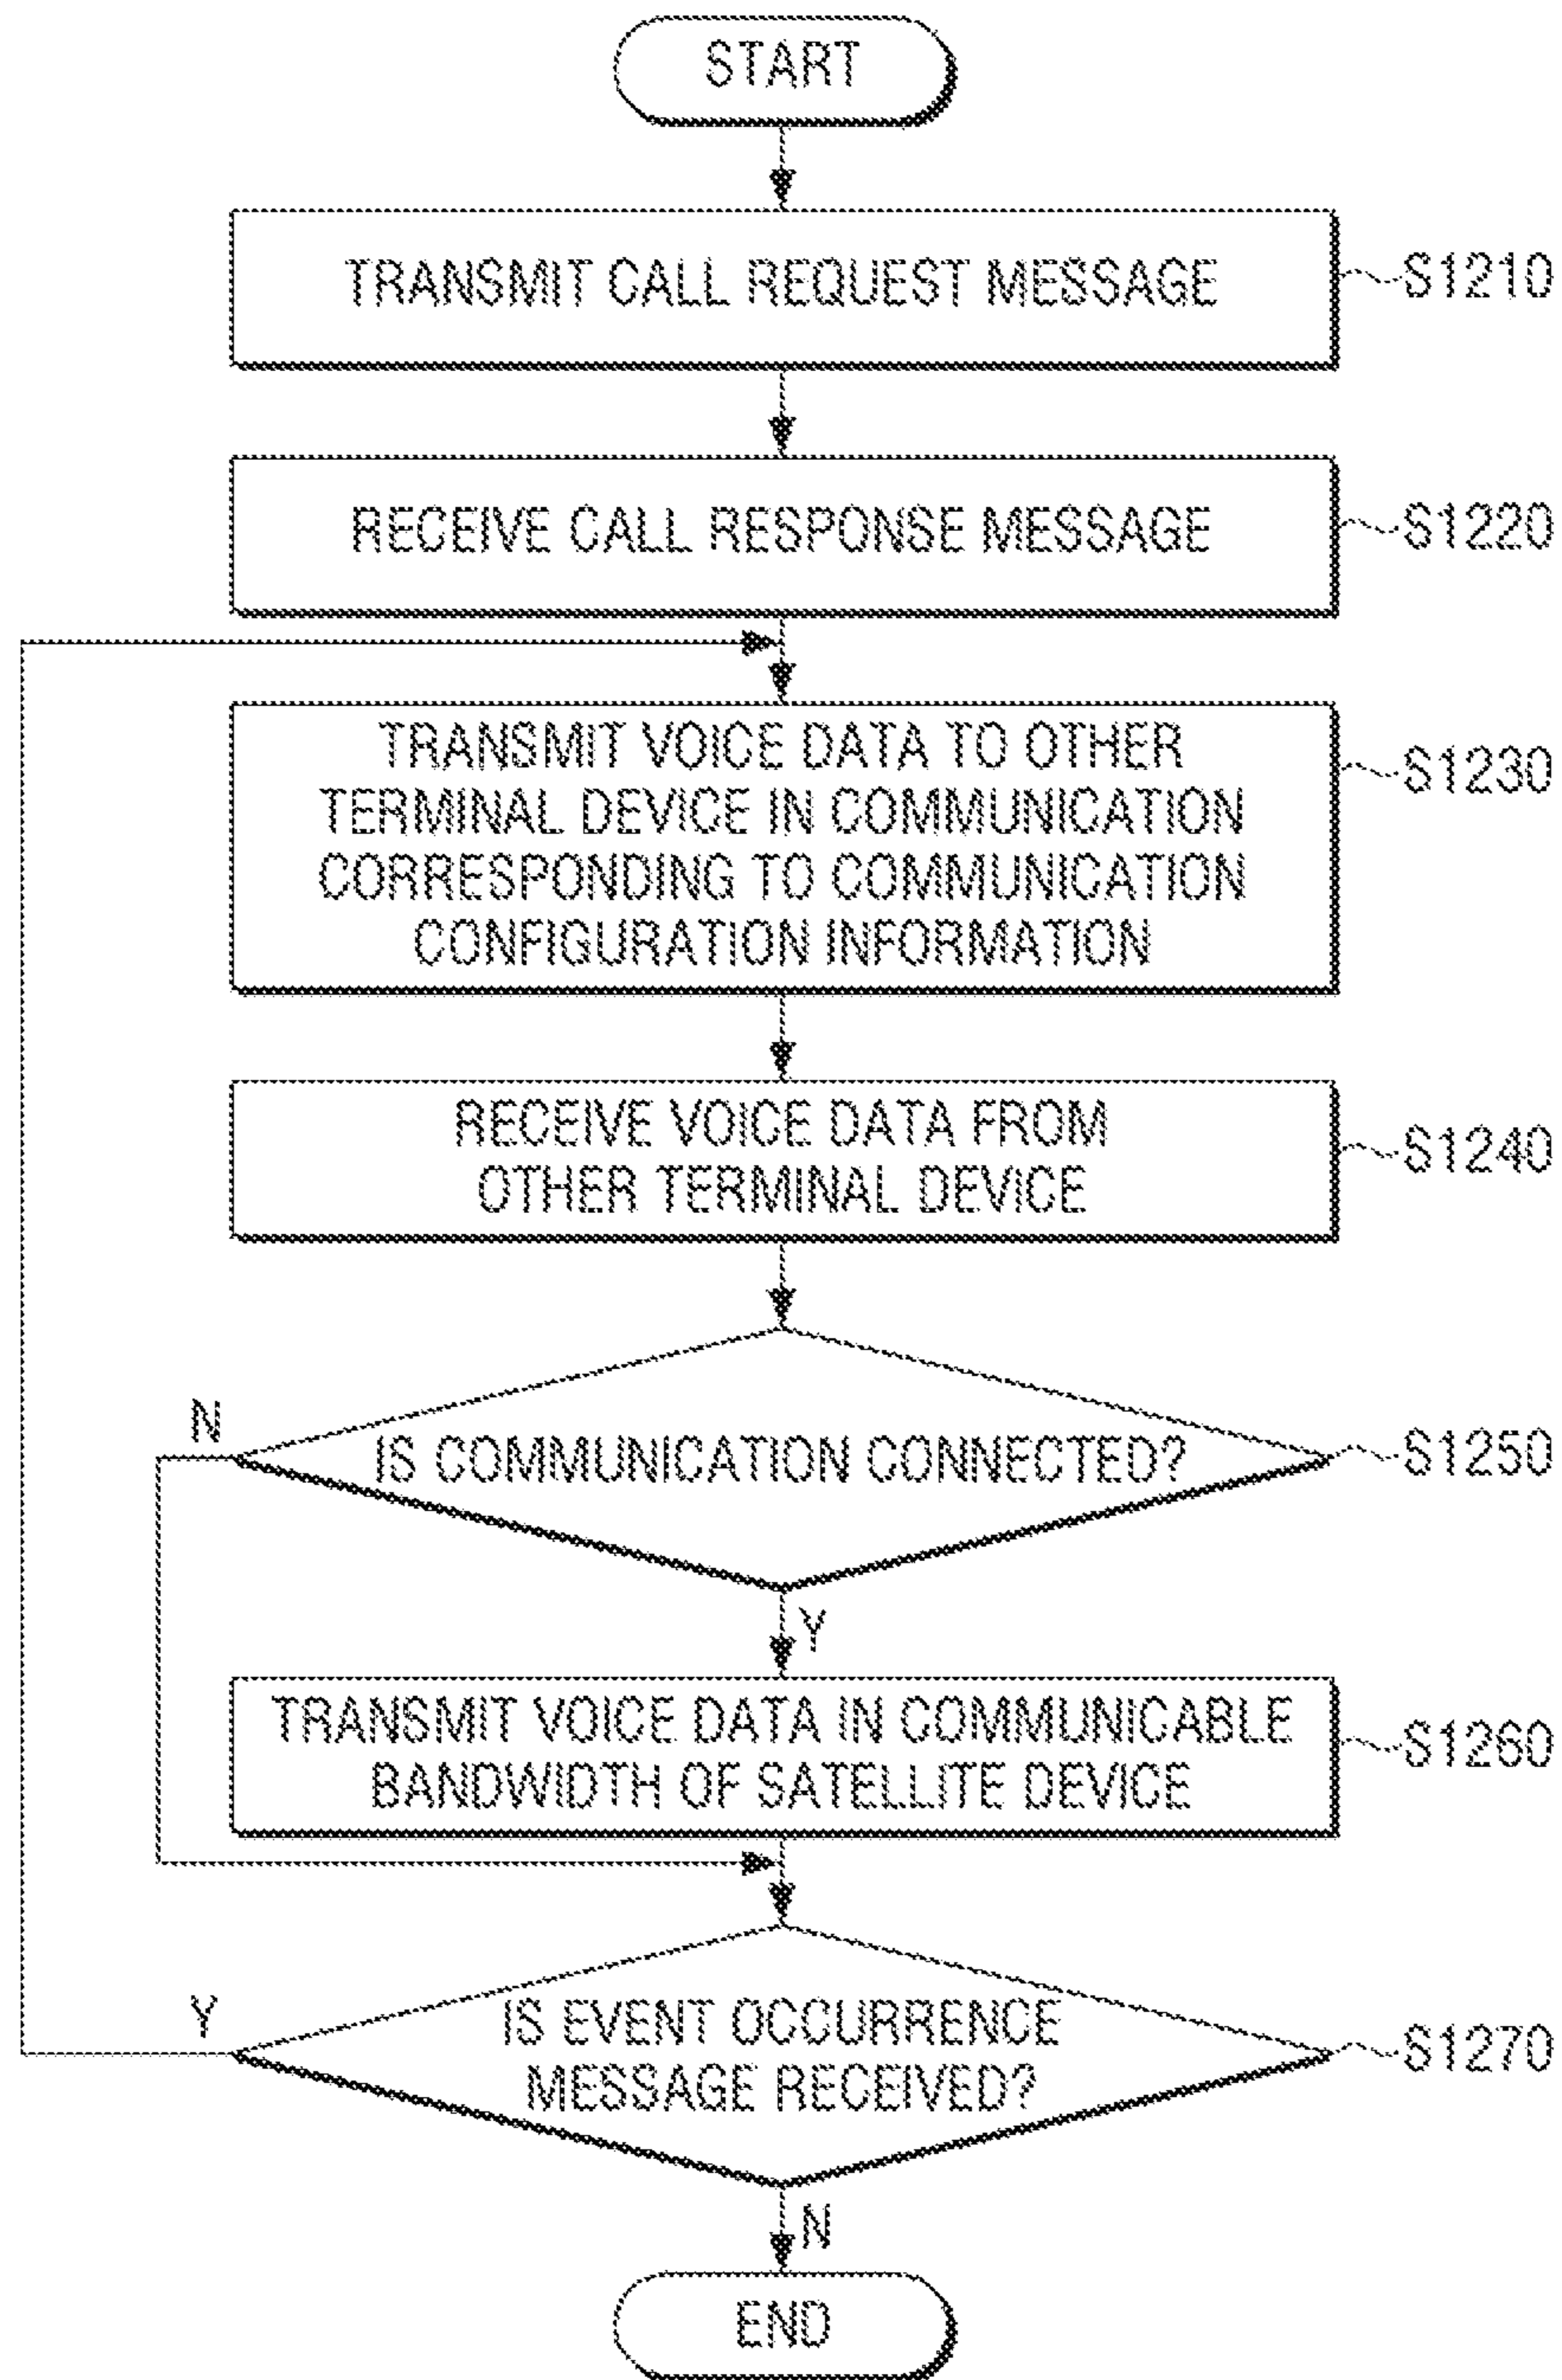 START
TRANSMIT CALL REQUEST MESSAGE
S1210
RECEIVE CALL RESPONSE MESSAGE
S1220
TRANSMIT VOICE DATA TO OTHER
TERMINAL DEVICE IN COMMUNICATION
CORRESPONDING TO COMMUNICATION
CONFIGURATION INFORMATION
S1230
RECEIVE VOICE DATA FROM
OTHER TERMINAL DEVICE
S1240
N
IS COMMUNICATION CONNECTED?
S1250
Y
TRANSMIT VOICE DATA IN COMMUNICABLE
BANDWIDTH OF SATELLITE DEVICE
S1260
Y
IS EVENT OCCURRENCE
MESSAGE RECEIVED?
S1270
N
END